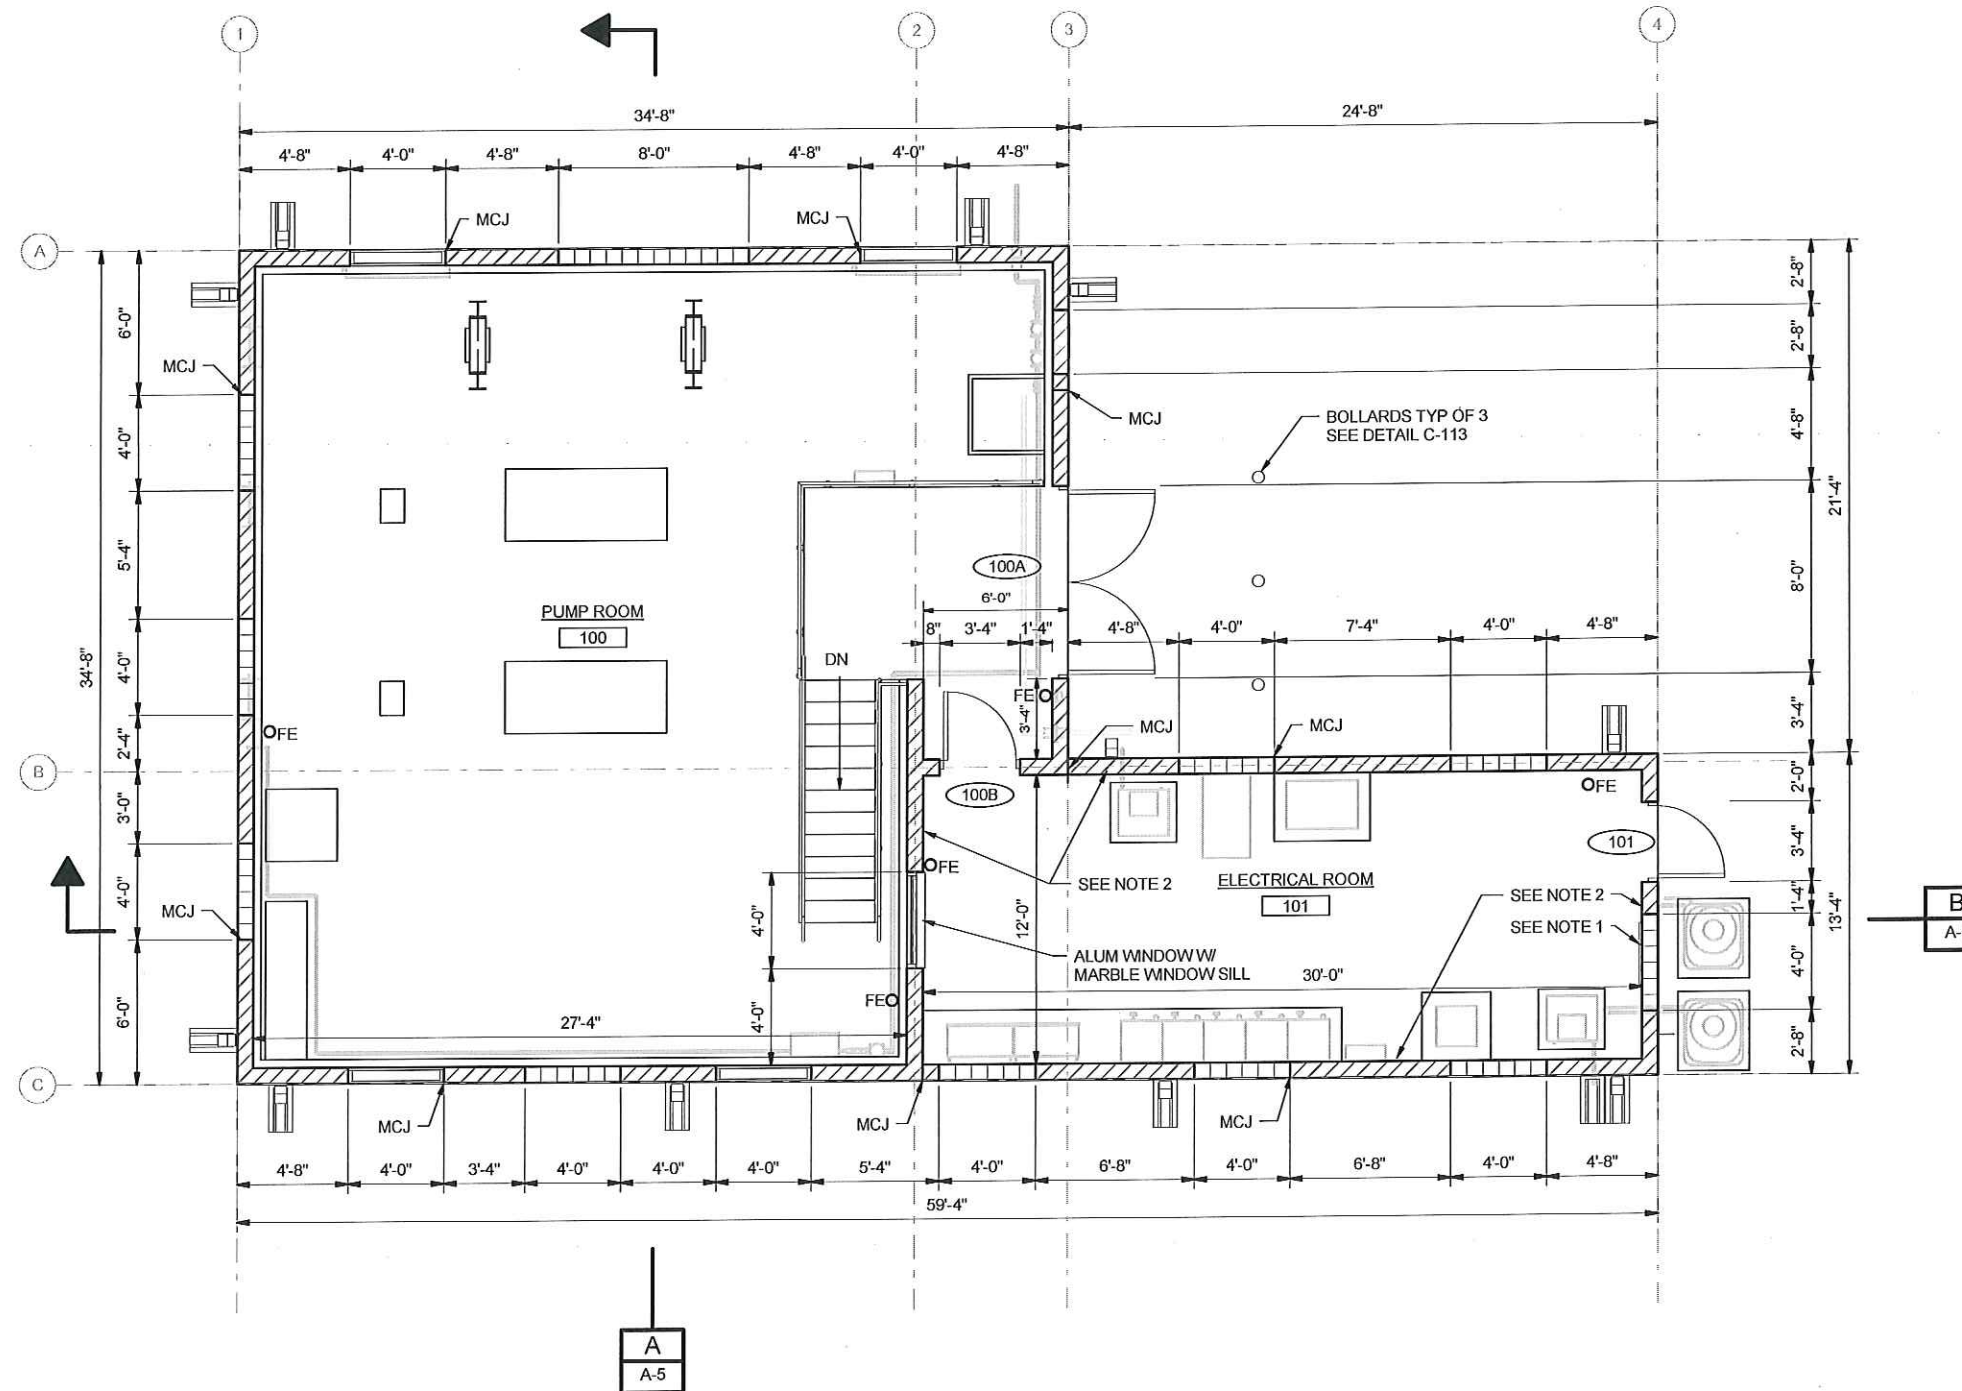 1
2
3
4
34'-8"
24'-8"
4'-8"
4'-0"
4'-8"
8'-0"
4'-8"
4'-0"
4'-8"
MCJ
MCJ
A
2'-8"
6'-0"
2'-8"
MCJ
MCJ
BOLLARDS TYP OF 3
SEE DETAIL C-113
4'-8"
4'-0"
21'-4"
5'-4"
100A
8'-0"
PUMP ROOM
100
6'-0"
8"
3'-4"
1'-4"
4'-8"
4'-0"
7'-4"
4'-0"
4'-8"
34'-8"
4'-0"
DN
FE
3'-4"
3'-4"
FE
2'-4"
MCJ
MCJ
B
100B
FE
2'-0"
3'-0"
101
3'-4"
FE
SEE NOTE 2
ELECTRICAL ROOM
101
SEE NOTE 2
SEE NOTE 1
1'-4"
13'-4"
B
A-
4'-0"
MCJ
4'-0"
12'-0"
ALUM WINDOW W/
MARBLE WINDOW SILL
30'-0"
4'-0"
6'-0"
FE
27'-4"
4'-0"
2'-8"
C
MCJ
MCJ
MCJ
4'-8"
4'-0"
3'-4"
4'-0"
4'-0"
4'-0"
5'-4"
4'-0"
6'-8"
4'-0"
6'-8"
4'-0"
4'-8"
59'-4"
A
A-5